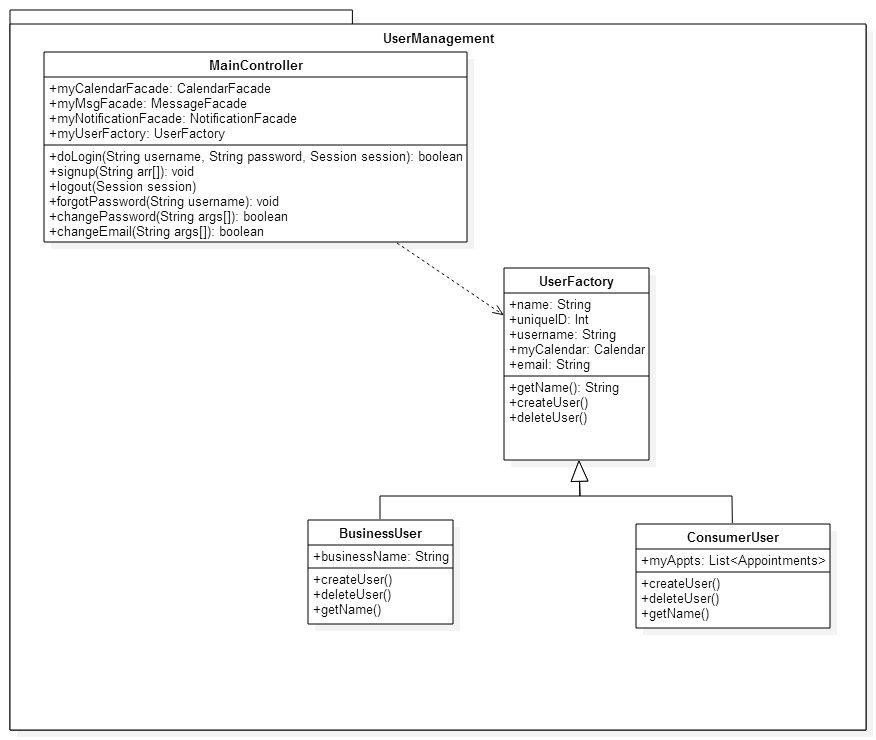 UserManagement
MainController
+myCalendarFacade: CalendarFacade
+myMsgFacade: MessageFacade
+myNotificationFacade: NotificationFacade
+myUserFactory: UserFactory
+doLogin(String username, String password, Session session): boolean
+signup(String arr[]): void
+logout(Session session)
+forgotPassword(String username): void
+changePassword(String args[]): boolean
+changeEmail(String args[]): boolean
UserFactory
+name: String
+uniqueID: Int
+username: String
+myCalendar: Calendar
+email: String
+getName(): String
+createUser()
+deleteUser()
BusinessUser
+businessName: String
+createUser()
+deleteUser()
+getName()
ConsumerUser
+myAppts: List<Appointments>
+createUser()
+deleteUser()
+getName()